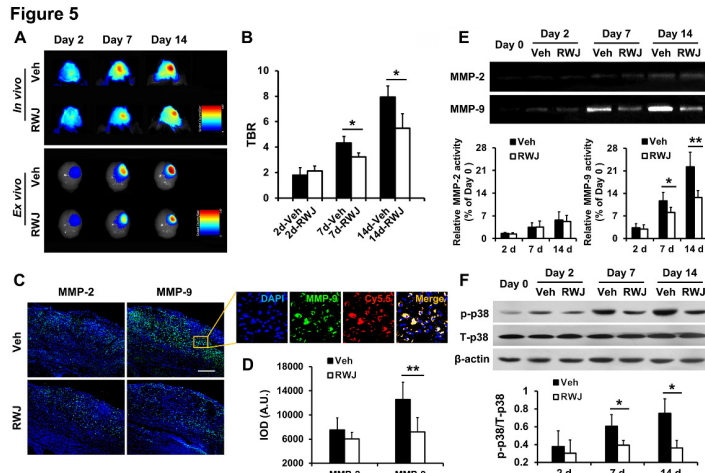 Figure 5
A
Day 2 Day 7 Day 14
In vivo
Veh
RWJ
Ex vivo
Veh
RWJ
B
TBR
10
8
6
4
2
0
*
*
2d-Veh
2d-RWJ
7d-Veh
7d-RWJ
14d-Veh
14d-RWJ
C
MMP-2 MMP-9
Veh
RWJ
DAPI MMP-9 Cy5.5 Merge
D
IOD (A.U.)
18000
14000
10000
6000
Veh
RWJ
**
MMP-2 MMP-9
E
Day 0 Day 2 Day 7 Day 14
Veh RWJ Veh RWJ Veh RWJ
MMP-2
MMP-9
Relative MMP-2 activity
(% of Day 0)
28
21
14
7
0
Veh
RWJ
2 d 7 d 14 d
Relative MMP-9 activity
(% of Day 0)
28
21
14
7
0
Veh
RWJ
*
**
2 d 7 d 14 d
F
Day 0 Day 2 Day 7 Day 14
Veh RWJ Veh RWJ Veh RWJ
p-p38
T-p38
β-actin
p-p38/T-p38
1
0.8
0.6
0.4
0.2
Veh
RWJ
*
*
2 d 7 d 14 d